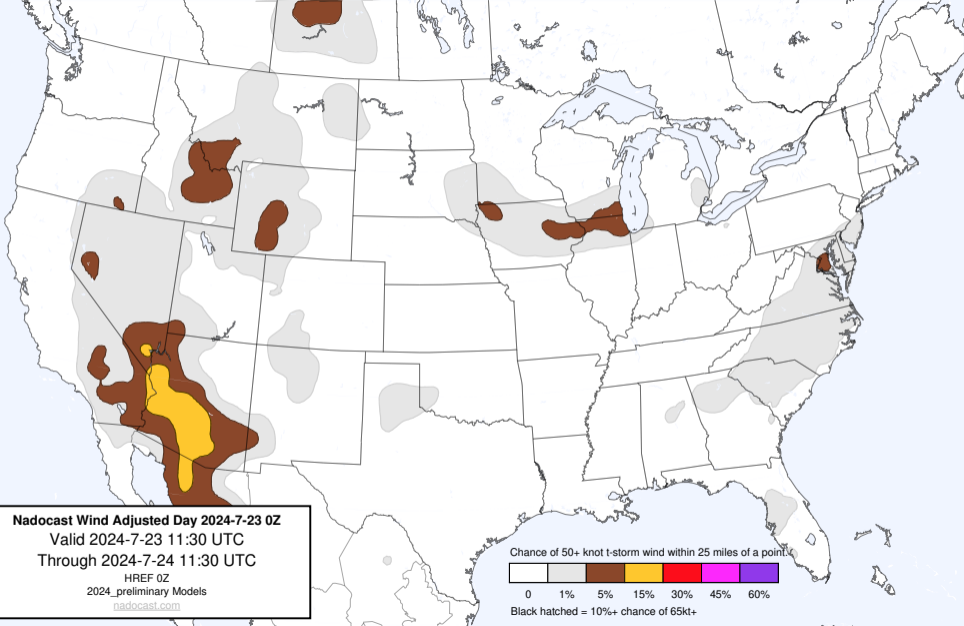 Nadocast Wind Adjusted Day 2024-7-23 0Z
Valid 2024-7-23 11:30 UTC
Through 2024-7-24 11:30 UTC
HREF 0Z
2024_preliminary Models
nadocast.com
Chance of 50+ knot t-storm wind within 25 miles of a point.
0 1% 5% 15% 30% 45% 60%
Black hatched = 10%+ chance of 65kt+